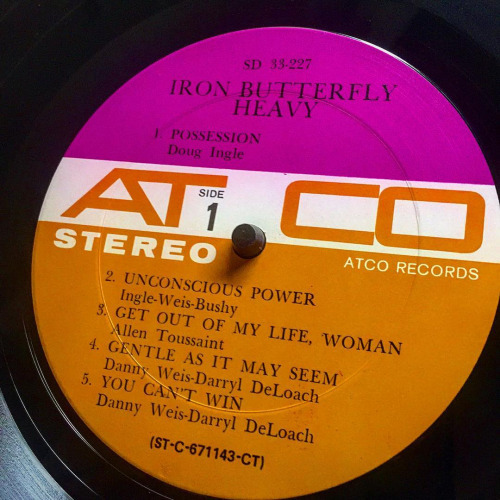 SD 33-227
IRON BUTTERFLY
HEAVY
1. POSSESSION
Doug Ingle
ATCO
SIDE
1
STEREO
ATCO RECORDS
2. UNCONSCIOUS POWER
Ingle-Weis-Bushy
3. GET OUT OF MY LIFE, WOMAN
Allen Toussaint
4. GENTLE AS IT MAY SEEM
Danny Weis-Darryl DeLoach
5. YOU CAN'T WIN
Danny Weis-Darryl DeLoach
(ST-C-671143-CT)